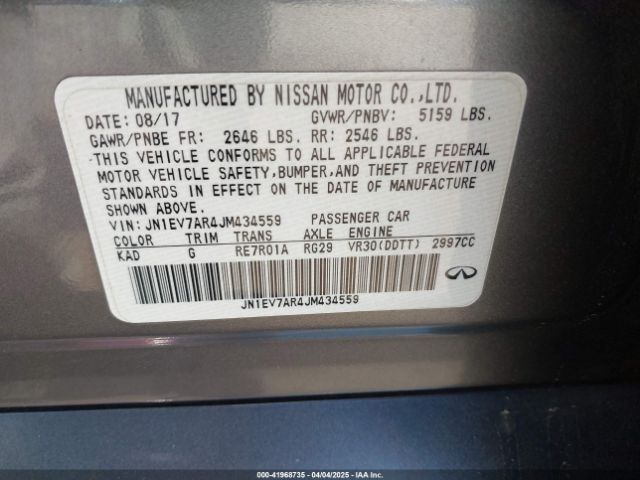 MANUFACTURED BY NISSAN MOTOR CO.,LTD.
DATE: 08/17 GVWR/PNBV: 5159 LBS.
GAWR/PNBE FR: 2646 LBS. RR: 2546 LBS.
THIS VEHICLE CONFORMS TO ALL APPLICABLE FEDERAL
MOTOR VEHICLE SAFETY,BUMPER,AND THEFT PREVENTION
STANDARDS IN EFFECT ON THE DATE OF MANUFACTURE
SHOWN ABOVE.
VIN: JN1EV7AR4JM434559 PASSENGER CAR
COLOR TRIM TRANS AXLE ENGINE
KAD G RE7R01A RG29 VR30(DDTT) 2997CC
JN1EV7AR4JM434559
000-41968735 - 04/04/2025 - IAAI.COM